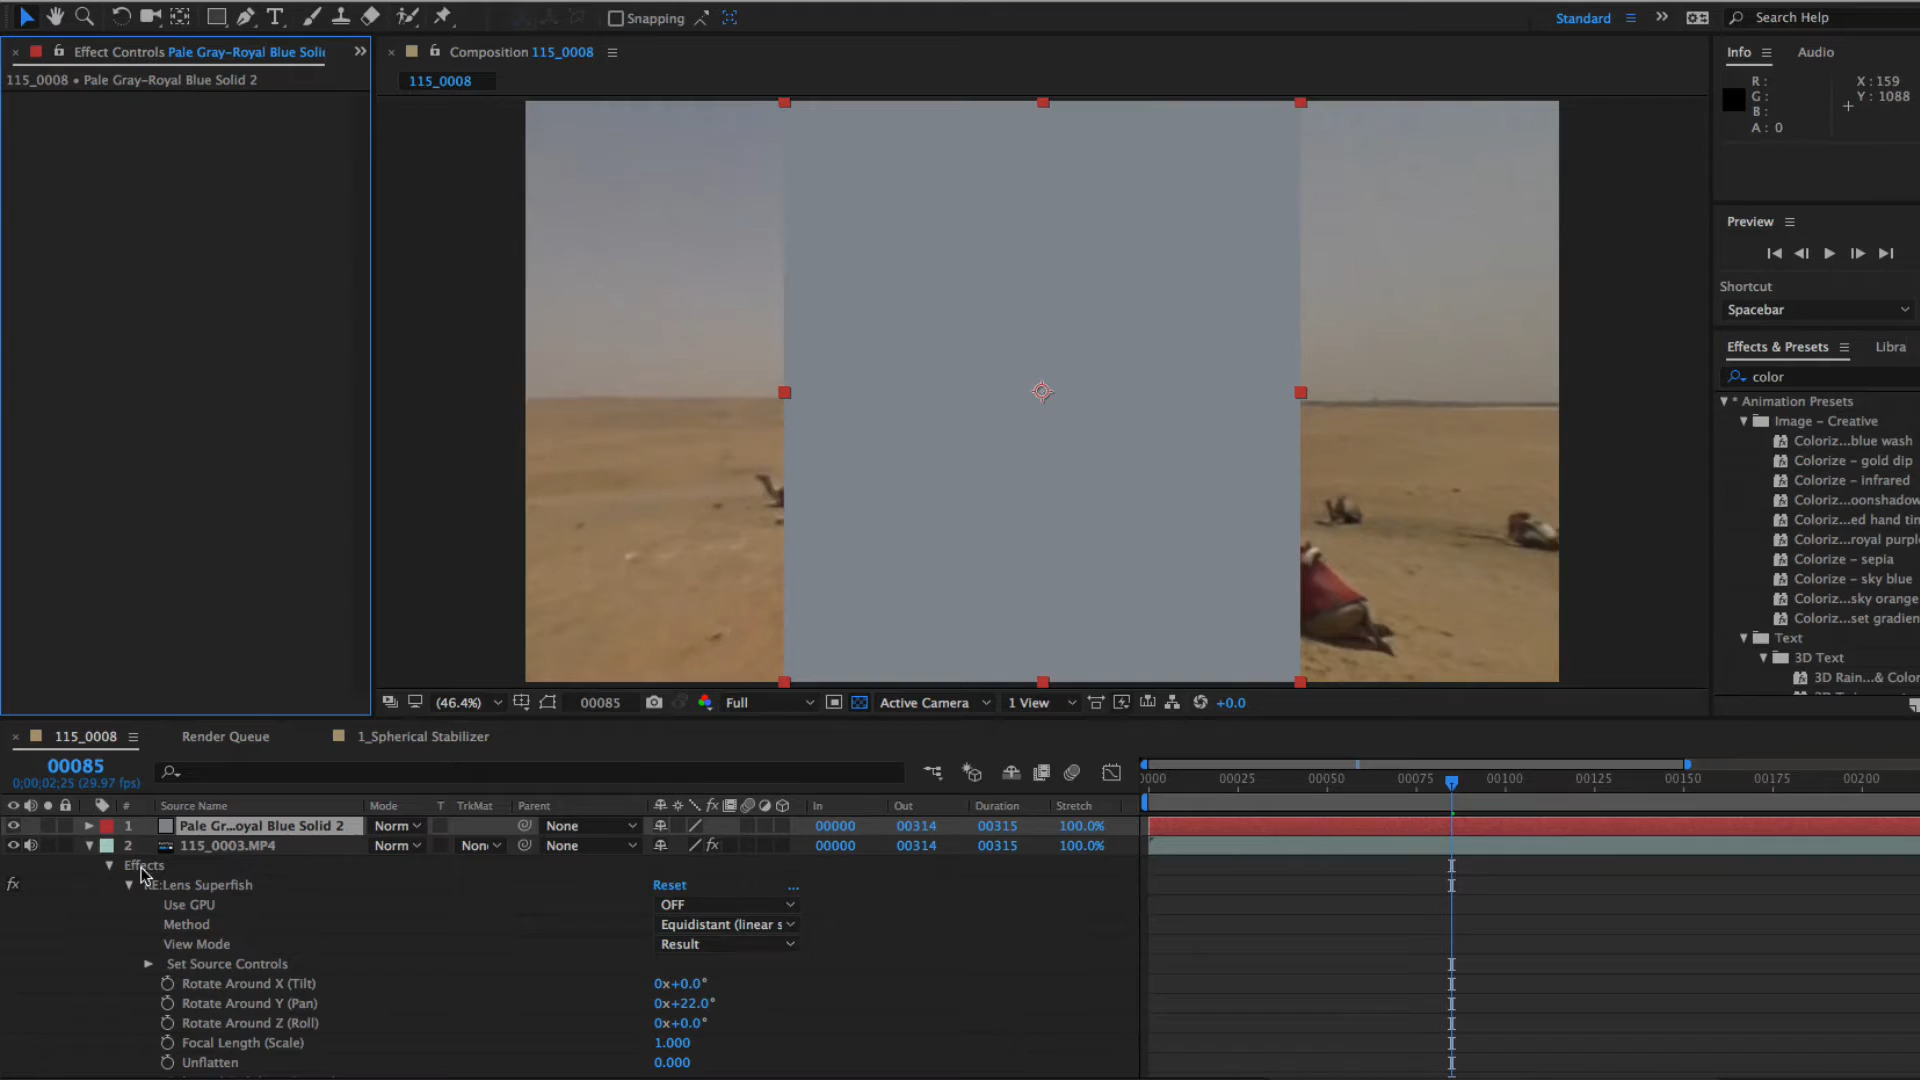 Snapping
Standard
Search Help
Effect Controls Pale Gray-Royal Blue Soli
Composition 115_0008
Info
Audio
115_0008 • Pale Gray-Royal Blue Solid 2
115_0008
R :
G :
B :
A : 0
X : 159
Y : 1088
Preview
Shortcut
Spacebar
Effects & Presets
Libra
color
* Animation Presets
Image - Creative
Coloriz...blue wash
Colorize - gold dip
Colorize - infrared
Coloriz...oonshadow
Coloriz...ed hand tin
Coloriz...royal purpl
Colorize - sepia
Colorize - sky blue
Coloriz...sky orange
Coloriz...set gradien
Text
3D Text
3D Rain...& Color
(46.4%)
00085
Full
Active Camera
1 View
+0.0
115_0008
Render Queue
1_Spherical Stabilizer
00085
0;00;02;25 (29.97 fps)
0000 00025 00050 00075 00100 00125 00150 00175 00200
# Source Name Mode T TrkMat Parent fx In Out Duration Stretch
1 Pale Gr...oyal Blue Solid 2 Norm None 00000 00314 00315 100.0%
2 115_0003.MP4 Norm Non None fx 00000 00314 00315 100.0%
Effects
fx RE:Lens Superfish Reset ...
Use GPU OFF
Method Equidistant (linear s
View Mode Result
Set Source Controls
Rotate Around X (Tilt) 0x+0.0°
Rotate Around Y (Pan) 0x+22.0°
Rotate Around Z (Roll) 0x+0.0°
Focal Length (Scale) 1.000
Unflatten 0.000